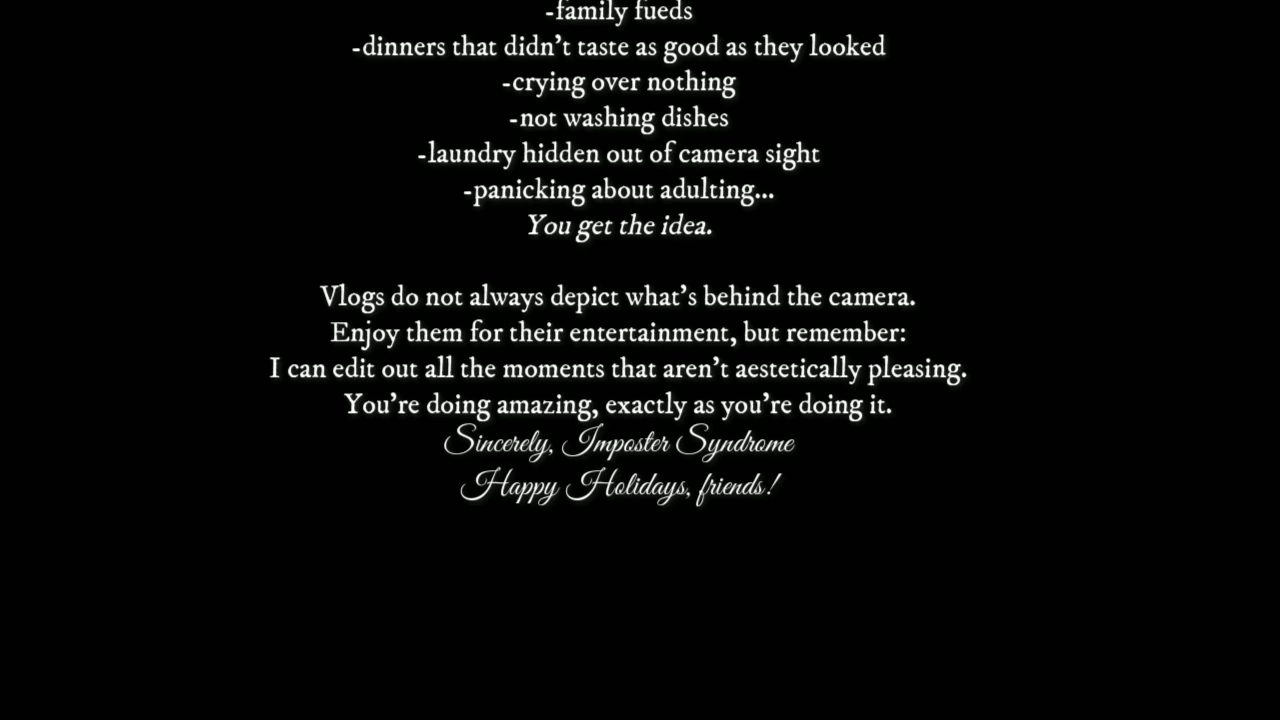 -family fueds
-dinners that didn't taste as good as they looked
-crying over nothing
-not washing dishes
-laundry hidden out of camera sight
-panicking about adulting...
You get the idea.
Vlogs do not always depict what's behind the camera.
Enjoy them for their entertainment, but remember:
I can edit out all the moments that aren't aestetically pleasing.
You're doing amazing, exactly as you're doing it.
Sincerely, Imposter Syndrome
Happy Holidays, friends!